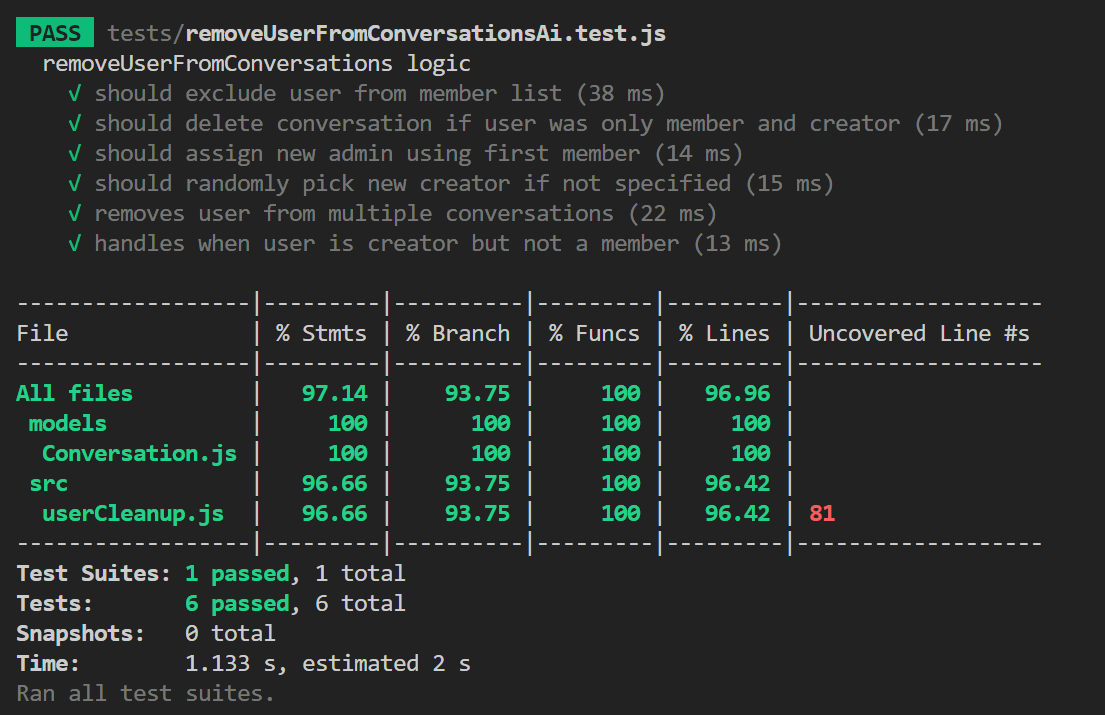 PASS tests/removeUserFromConversationsAi.test.js
removeUserFromConversations logic
√ should exclude user from member list (38 ms)
√ should delete conversation if user was only member and creator (17 ms)
√ should assign new admin using first member (14 ms)
√ should randomly pick new creator if not specified (15 ms)
√ removes user from multiple conversations (22 ms)
√ handles when user is creator but not a member (13 ms)
------------------|---------|----------|---------|---------|-------------------
File              | % Stmts | % Branch | % Funcs | % Lines | Uncovered Line #s
------------------|---------|----------|---------|---------|-------------------
All files         |   97.14 |    93.75 |     100 |   96.96 |
 models           |     100 |      100 |     100 |     100 |
  Conversation.js |     100 |      100 |     100 |     100 |
 src              |   96.66 |    93.75 |     100 |   96.42 |
  userCleanup.js  |   96.66 |    93.75 |     100 |   96.42 | 81
------------------|---------|----------|---------|---------|-------------------
Test Suites: 1 passed, 1 total
Tests:       6 passed, 6 total
Snapshots:   0 total
Time:        1.133 s, estimated 2 s
Ran all test suites.